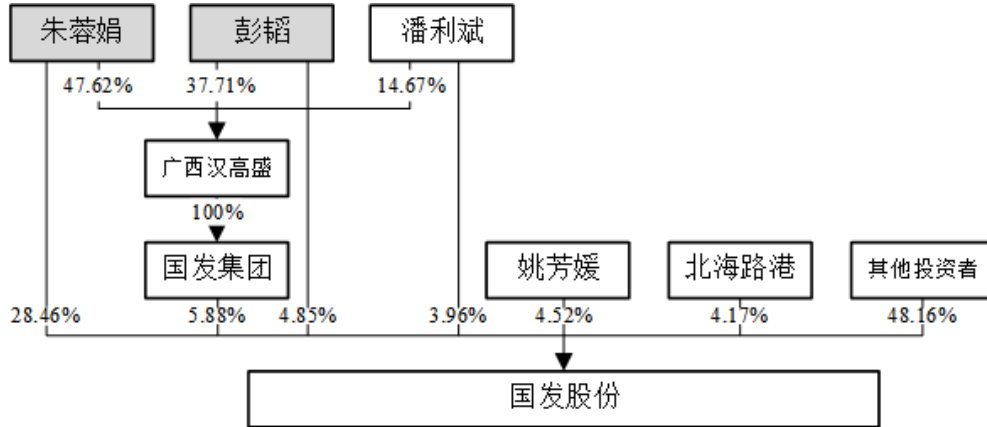 朱蓉娟
彭韬
潘利斌
47.62%
37.71%
14.67%
广西汉高盛
100%
国发集团
姚芳媛
北海路港
其他投资者
28.46%
5.88%
4.85%
3.96%
4.52%
4.17%
48.16%
国发股份